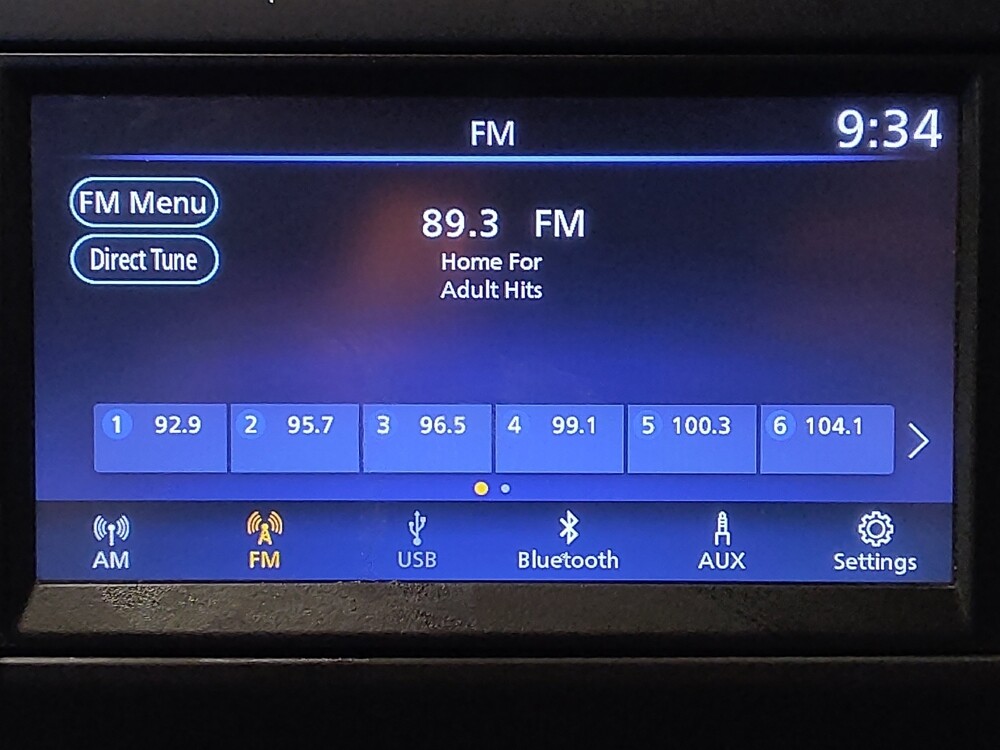 FM 9:34
FM Menu
89.3 FM
Direct Tune
Home For
Adult Hits
1 92.9 2 95.7 3 96.5 4 99.1 5 100.3 6 104.1
AM FM USB Bluetooth AUX Settings